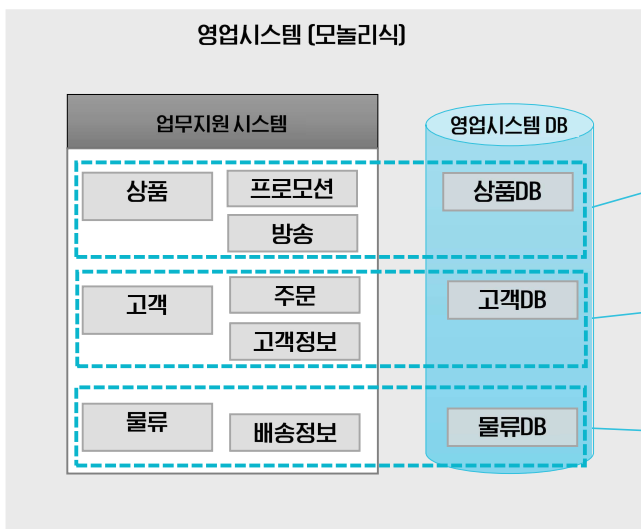 영업시스템 (모놀리식)
업무지원 시스템
영업시스템 DB
상품
프로모션
상품DB
방송
고객
주문
고객DB
고객정보
물류
배송정보
물류DB